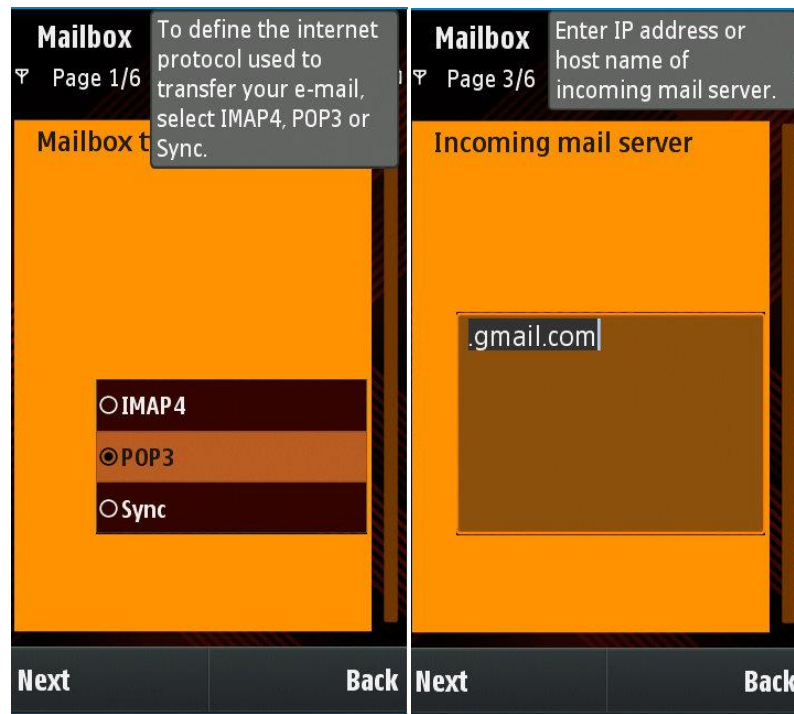 Mailbox
Page 1/6
To define the internet
protocol used to
transfer your e-mail,
select IMAP4, POP3 or
Sync.
Mailbox t
IMAP4
POP3
Sync
Next
Back
Mailbox
Page 3/6
Enter IP address or
host name of
incoming mail server.
Incoming mail server
.gmail.com
Next
Back